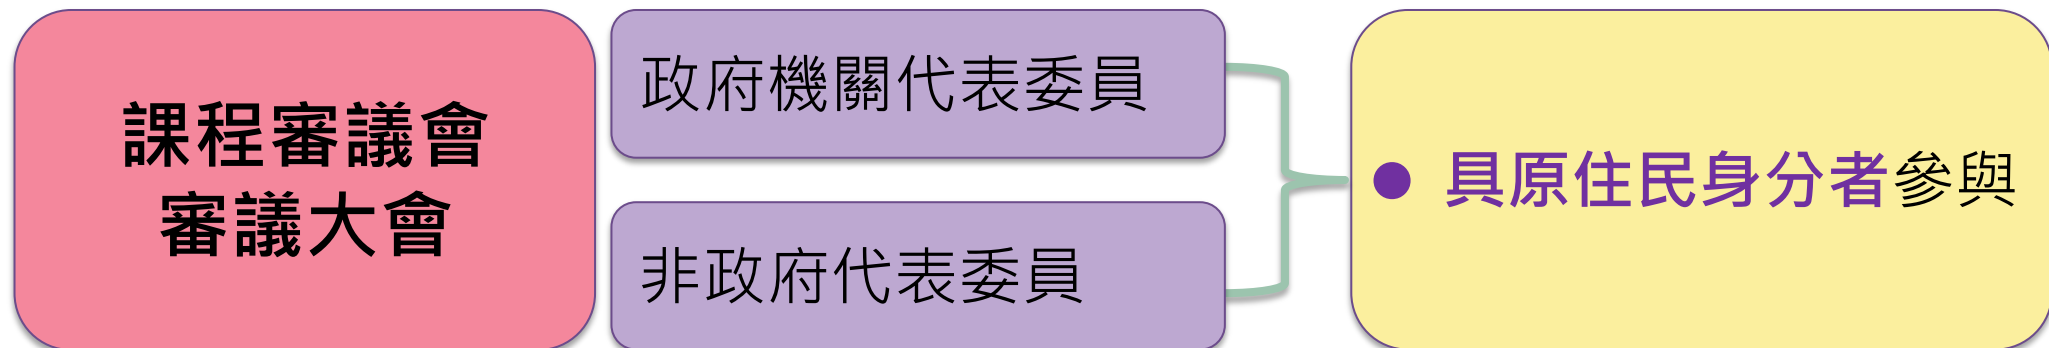 課程審議會
審議大會
政府機關代表委員
非政府代表委員
● 具原住民身分者參與